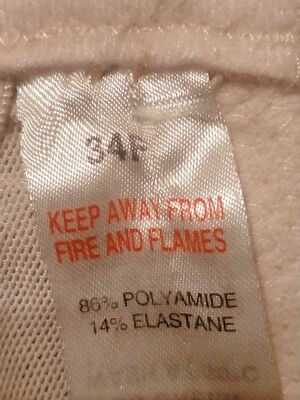 34F
KEEP AWAY FROM
FIRE AND FLAMES
86% POLYAMIDE
14% ELASTANE